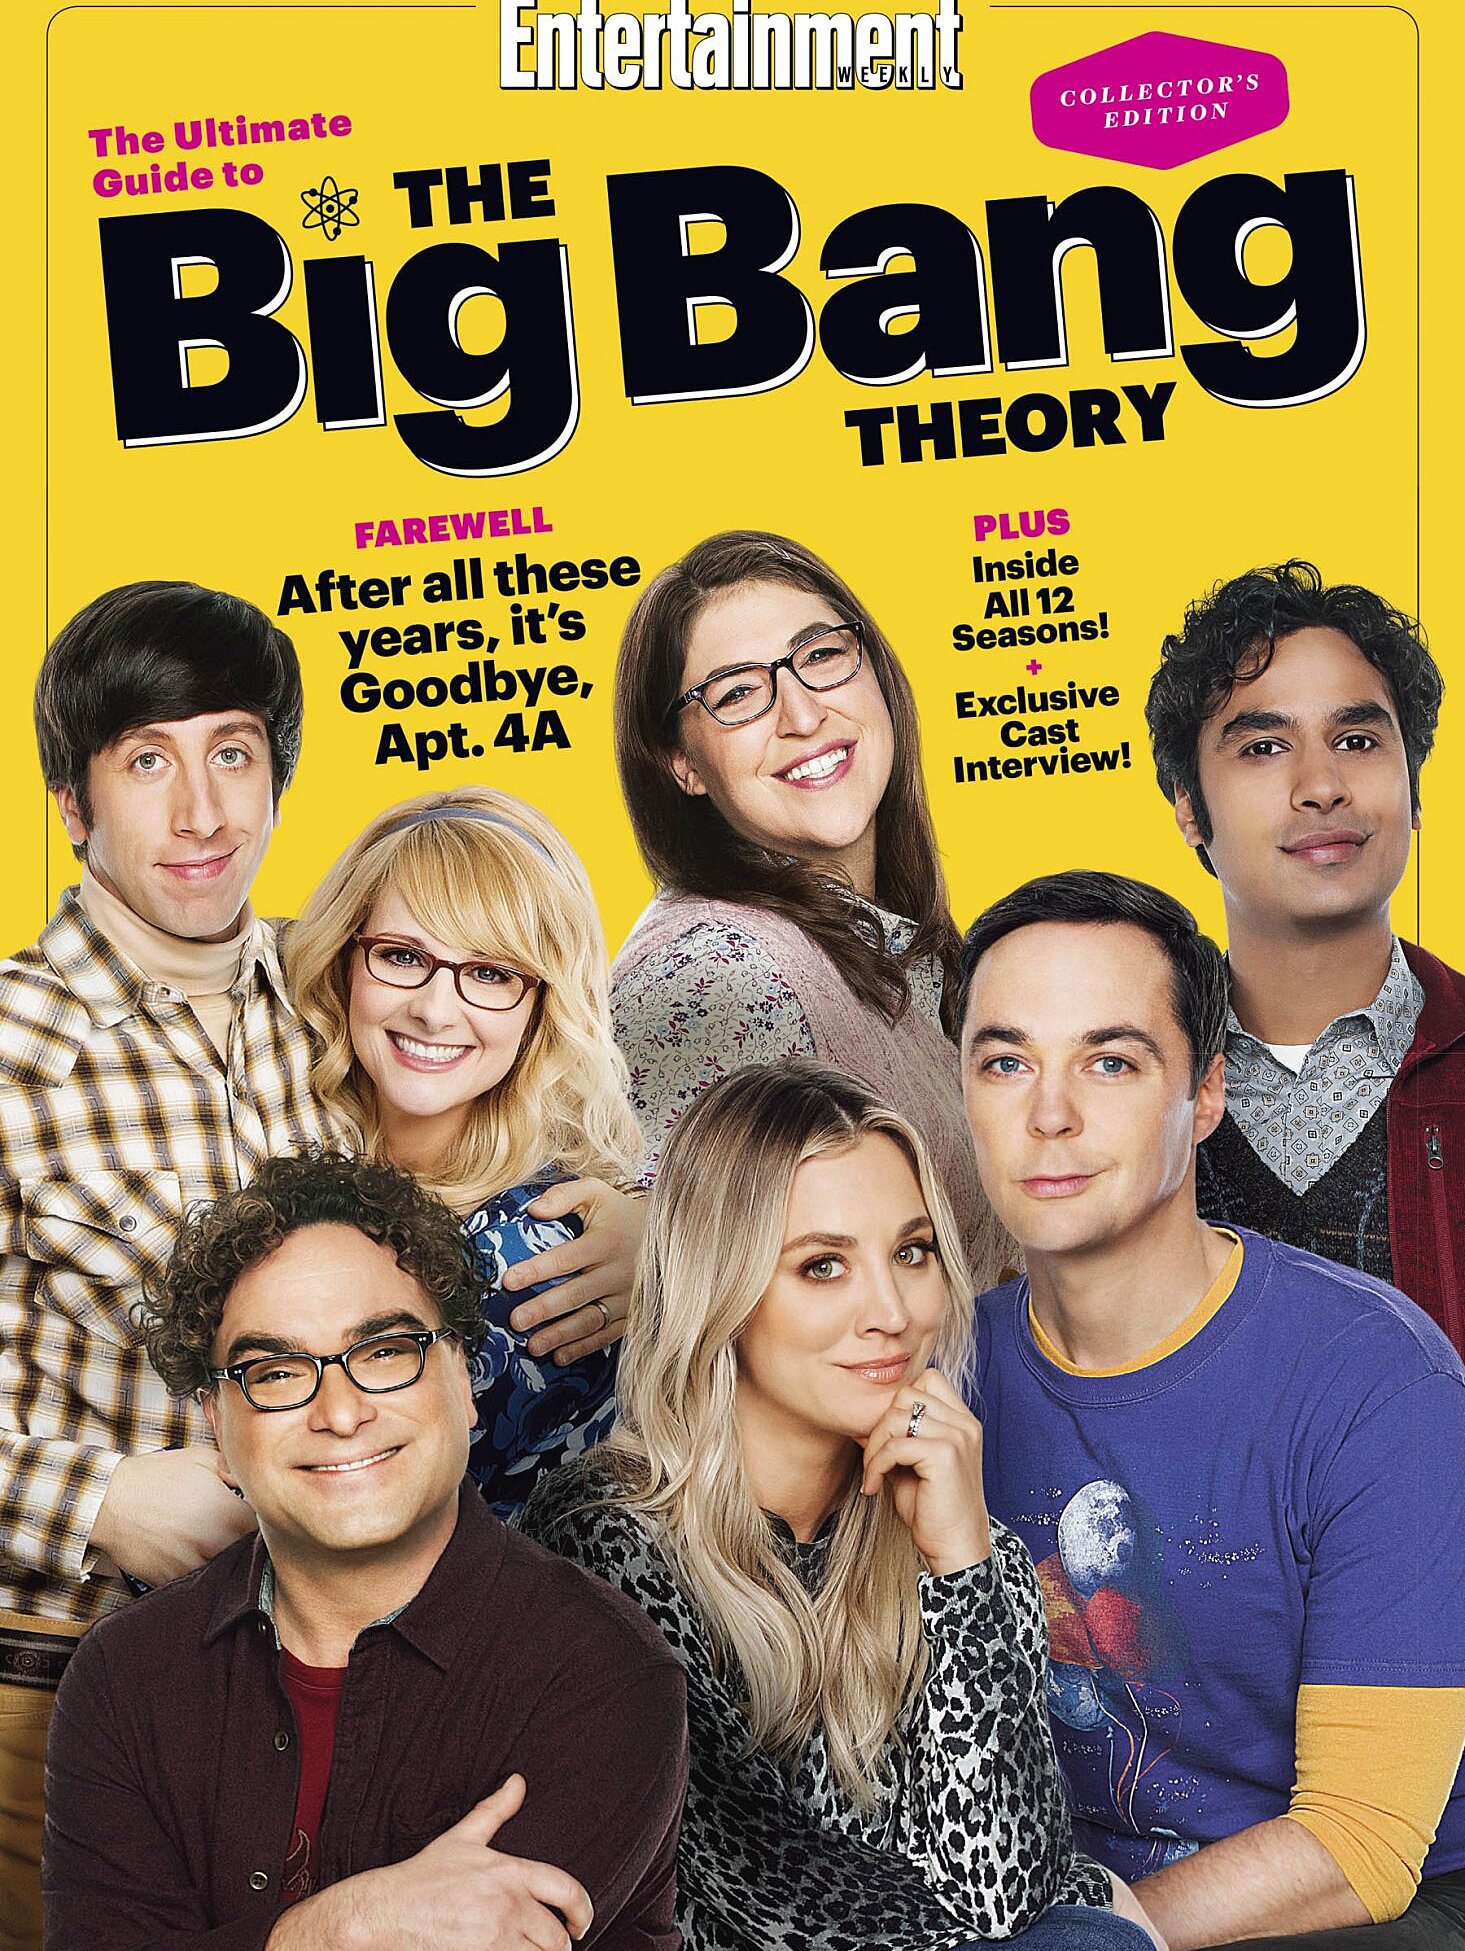 Entertainment
WEEKLY
COLLECTOR'S
EDITION
The Ultimate
Guide to
THE
Big Bang
THEORY
FAREWELL
After all these
years, it's
Goodbye,
Apt. 4A
PLUS
Inside
All 12
Seasons!
+
Exclusive
Cast
Interview!